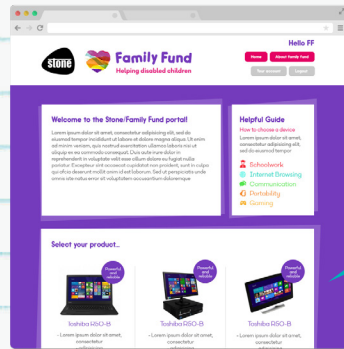 Hello FF
stone
Family Fund
Helping disabled children
Home
About Family Fund
Your account
Logout
Welcome to the Stone/Family Fund portal!
Lorem ipsum dolor sit amet, consectetur adipisicing elit, sed do
eiusmod tempor incididunt ut labore et dolore magna aliqua. Ut enim
ad minim veniam, quis nostrud exercitation ullamco laboris nisi ut
aliquip ex ea commodo consequat. Duis aute irure dolor in
reprehenderit in voluptate velit esse cillum dolore eu fugiat nulla
pariatur. Excepteur sint occaecat cupidatat non proident, sunt in culpa
qui officia deserunt mollit anim id est laborum. Sed ut perspiciatis unde
omnis iste natus error sit voluptatem accusantium doloremque
Helpful Guide
How to choose a device
Lorem ipsum dolor sit amet,
consectetur adipisicing elit,
sed do eiusmod tempor
Schoolwork
Internet Browsing
Communication
Portability
Gaming
Select your product...
Powerful and reliable
Powerful and reliable
Powerful and reliable
Toshiba R50-B
Toshiba R50-B
Toshiba R50-B
- Lorem ipsum dolor sit amet,
consectetur
- Lorem ipsum dolor sit amet,
consectetur
- Lorem ipsum dolor sit amet,
consectetur